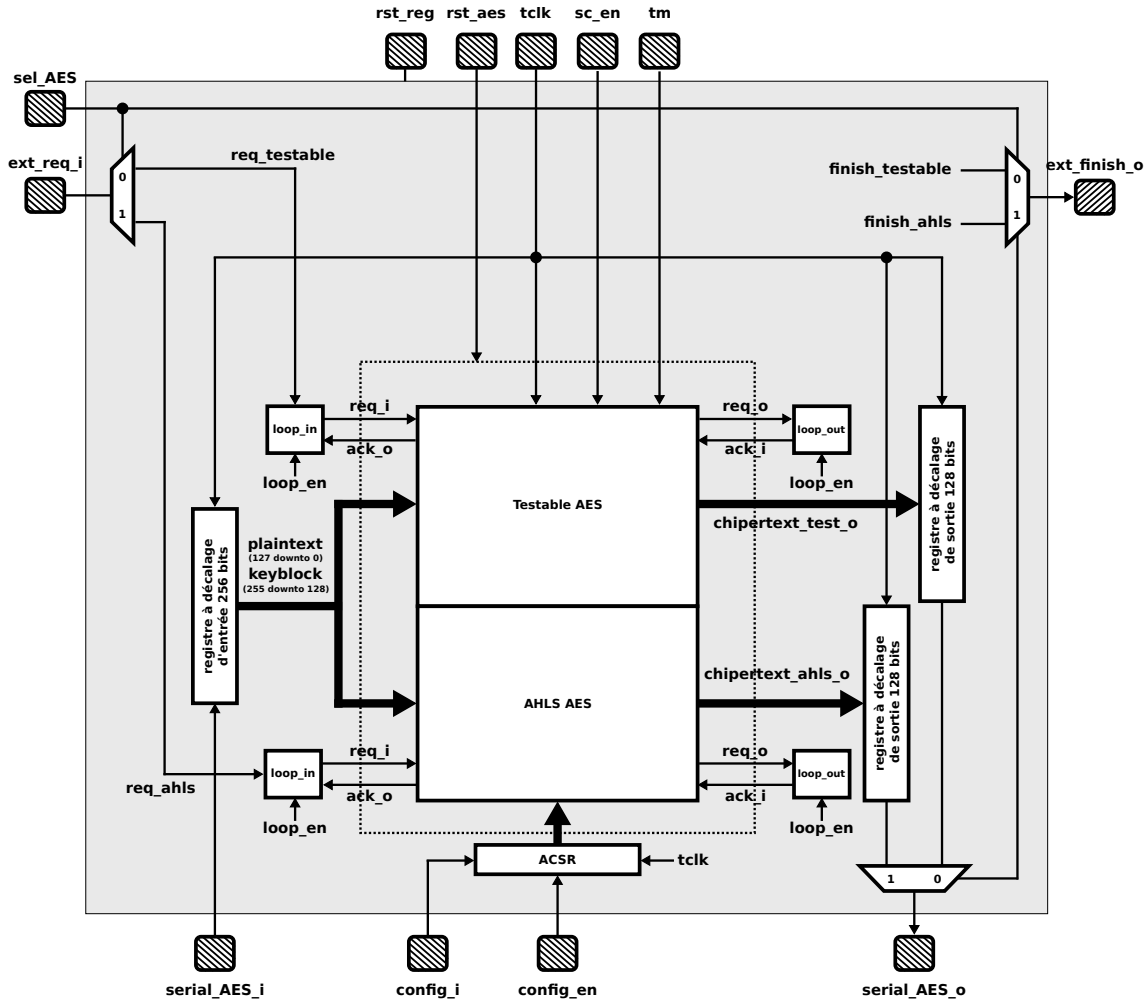 rst_reg
rst_aes
tclk
sc_en
tm
sel_AES
ext_req_i
ext_finish_o
0
1
req_testable
finish_testable
finish_ahls
0
1
loop_in
req_i
ack_o
loop_en
req_o
ack_i
loop_out
loop_en
Testable AES
chipertext_test_o
registre à décalage
de sortie 128 bits
registre à décalage
d'entrée 256 bits
plaintext
(127 downto 0)
keyblock
(255 downto 128)
AHLS AES
chipertext_ahls_o
registre à décalage
de sortie 128 bits
req_ahls
loop_in
req_i
ack_o
loop_en
req_o
ack_i
loop_out
loop_en
ACSR
tclk
1
0
serial_AES_i
config_i
config_en
serial_AES_o